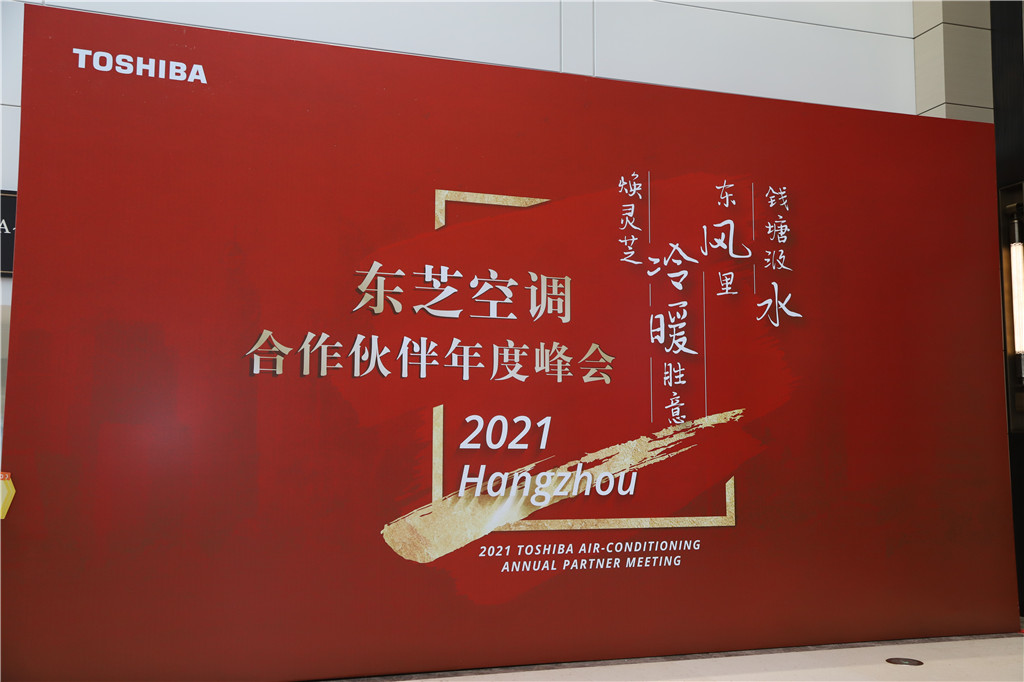 TOSHIBA
钱塘汲水
东风里
冷暖胜意
焕灵芝
东芝空调
合作伙伴年度峰会
2021
Hangzhou
2021 TOSHIBA AIR-CONDITIONING
ANNUAL PARTNER MEETING